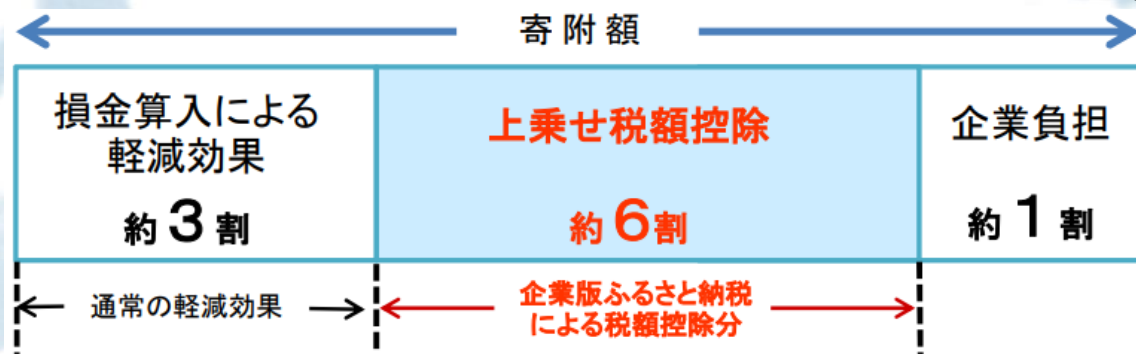 寄附額
損金算入による
軽減効果
約3割
上乗せ税額控除
約6割
企業負担
約1割
通常の軽減効果
企業版ふるさと納税
による税額控除分